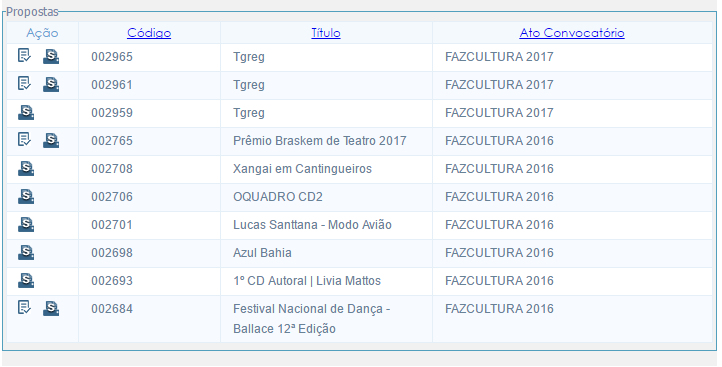 Propostas
Ação Código Título Ato Convocatório
002965 Tgreg FAZCULTURA 2017
002961 Tgreg FAZCULTURA 2017
002959 Tgreg FAZCULTURA 2017
002765 Prêmio Braskem de Teatro 2017 FAZCULTURA 2016
002708 Xangai em Cantingueiros FAZCULTURA 2016
002706 OQUADRO CD2 FAZCULTURA 2016
002701 Lucas Santtana - Modo Avião FAZCULTURA 2016
002698 Azul Bahia FAZCULTURA 2016
002693 1º CD Autoral | Livia Mattos FAZCULTURA 2016
002684 Festival Nacional de Dança - FAZCULTURA 2016
Ballace 12ª Edição